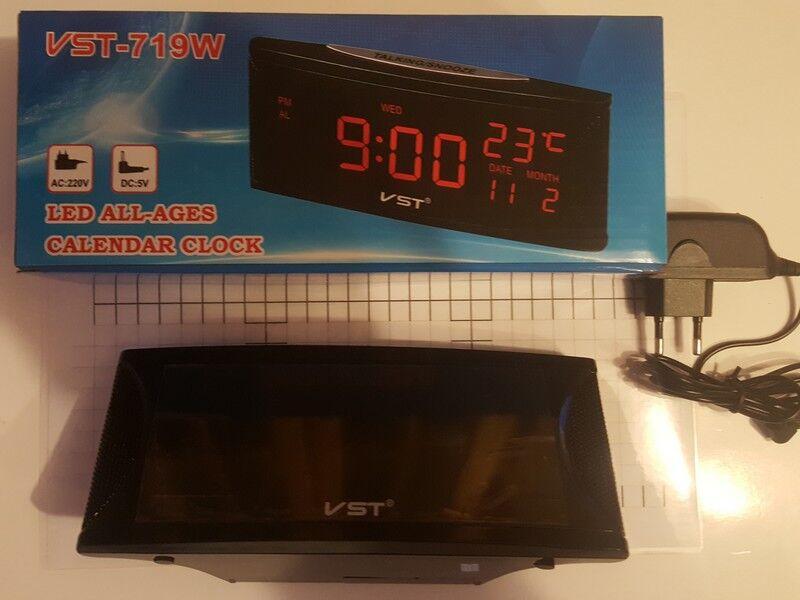 VST-719W
TALKING/SNOOZE
PM
AL
WED
9:00
23℃
DATE MONTH
11 2
VST®
AC:220V
DC:5V
LED ALL-AGES
CALENDAR CLOCK
VST®